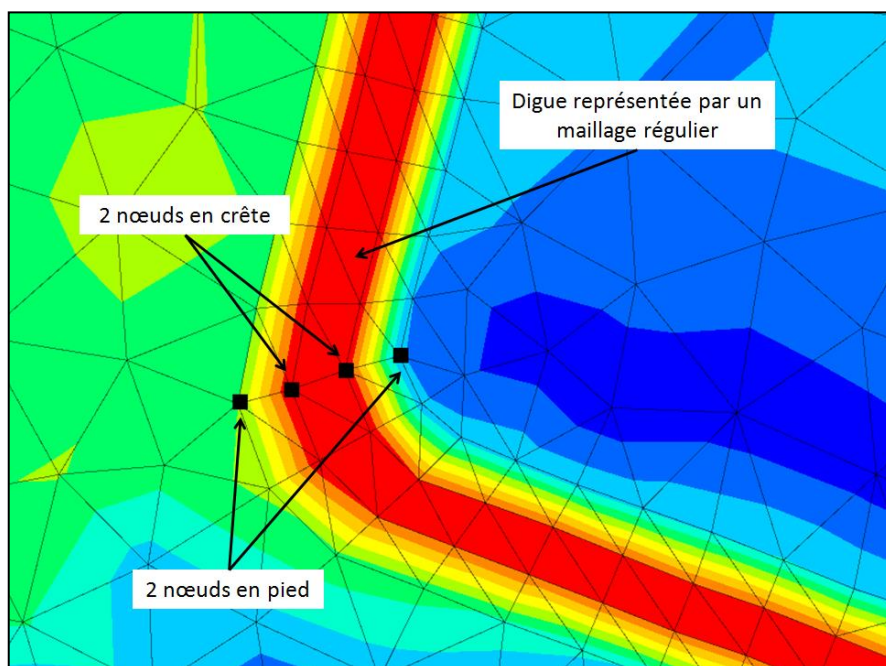 Digue représentée par un
maillage régulier
2 nœuds en crête
2 nœuds en pied